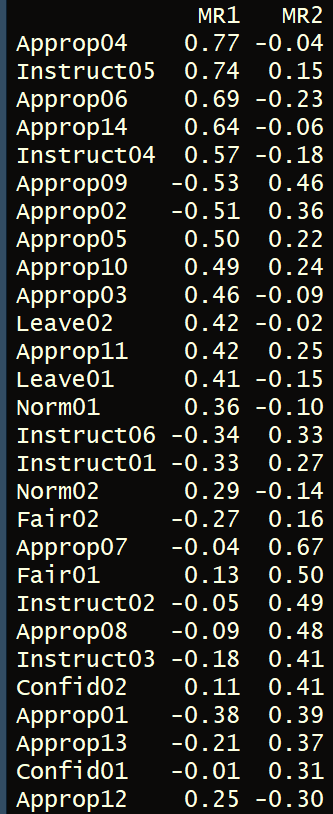 MR1 MR2
Approp04 0.77 -0.04
Instruct05 0.74 0.15
Approp06 0.69 -0.23
Approp14 0.64 -0.06
Instruct04 0.57 -0.18
Approp09 -0.53 0.46
Approp02 -0.51 0.36
Approp05 0.50 0.22
Approp10 0.49 0.24
Approp03 0.46 -0.09
Leave02 0.42 -0.02
Approp11 0.42 0.25
Leave01 0.41 -0.15
Norm01 0.36 -0.10
Instruct06 -0.34 0.33
Instruct01 -0.33 0.27
Norm02 0.29 -0.14
Fair02 -0.27 0.16
Approp07 -0.04 0.67
Fair01 0.13 0.50
Instruct02 -0.05 0.49
Approp08 -0.09 0.48
Instruct03 -0.18 0.41
Confid02 0.11 0.41
Approp01 -0.38 0.39
Approp13 -0.21 0.37
Confid01 -0.01 0.31
Approp12 0.25 -0.30